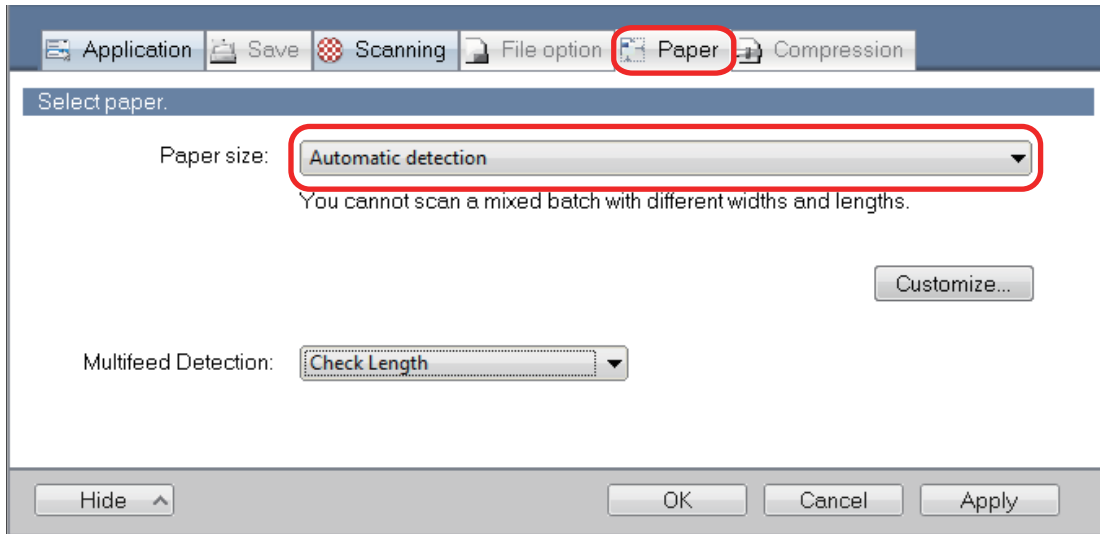 Application Save Scanning File option Paper Compression
Select paper.
Paper size: Automatic detection
You cannot scan a mixed batch with different widths and lengths.
Customize...
Multifeed Detection: Check Length
Hide OK Cancel Apply